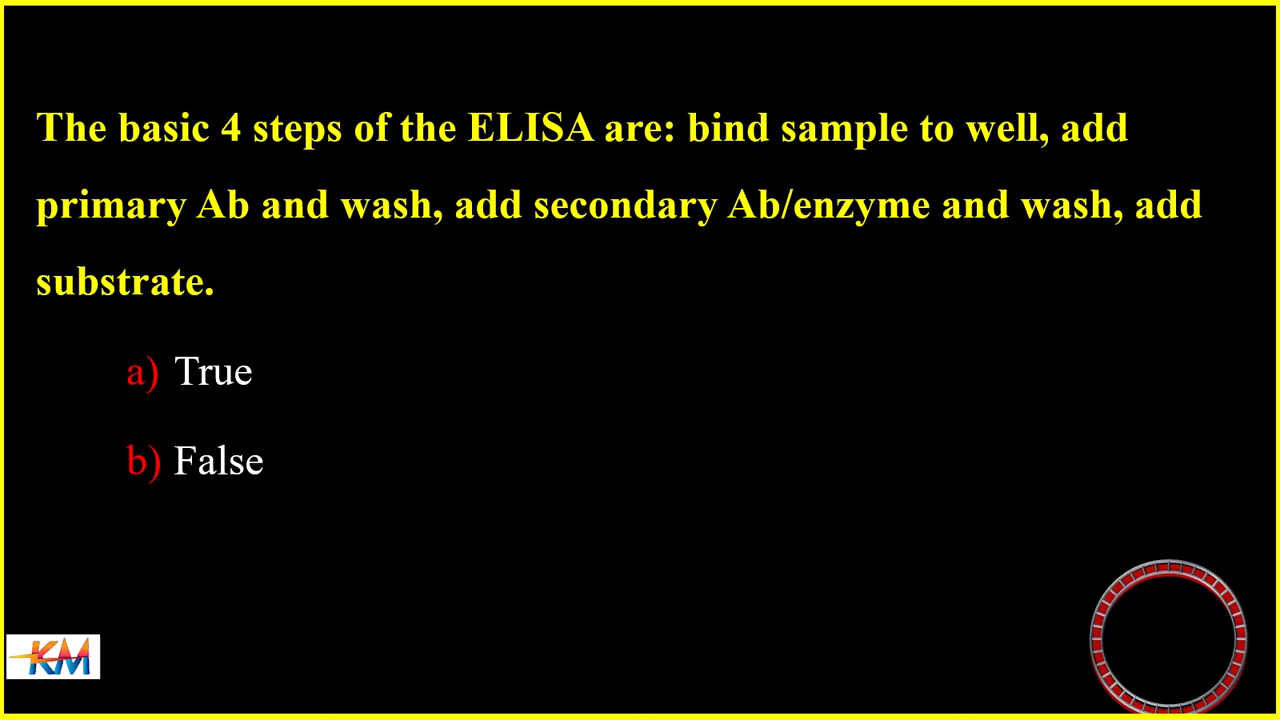 The basic 4 steps of the ELISA are: bind sample to well, add
primary Ab and wash, add secondary Ab/enzyme and wash, add
substrate.
a) True
b) False
KM